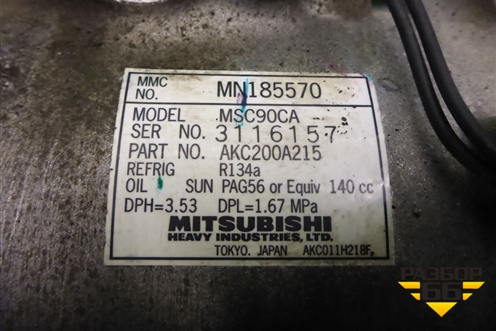 MMC
NO. MN185570
MODEL MSC90CA
SER NO. 3116157
PART NO. AKC200A215
REFRIG R134a
OIL SUN PAG56 or Equiv 140 cc
DPH=3.53 DPL=1.67 MPa
MITSUBISHI
HEAVY INDUSTRIES, LTD.
TOKYO. JAPAN AKC011H218F
РАЗБОР
66